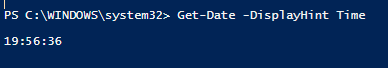 PS C:\WINDOWS\system32> Get-Date -DisplayHint Time
19:56:36